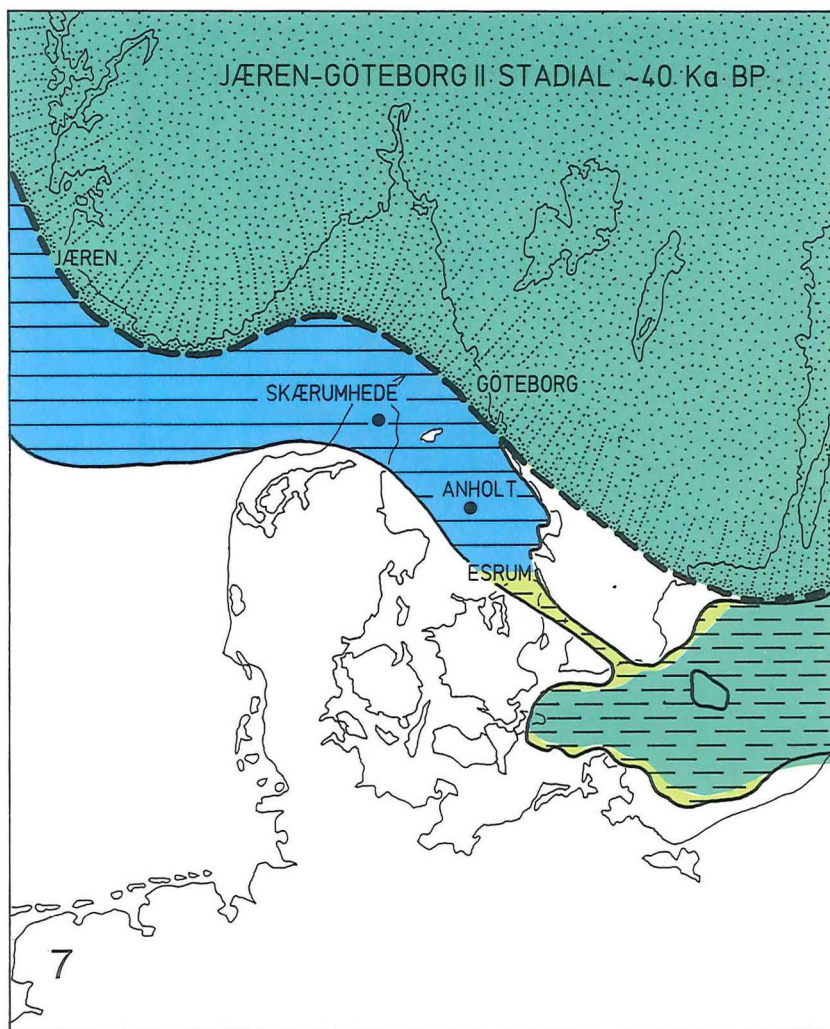 JÆREN-GÖTEBORG II STADIAL ~40 Ka BP
JÆREN
GÖTEBORG
SKÆRUMHEDE
ANHOLT
ESRUM
7